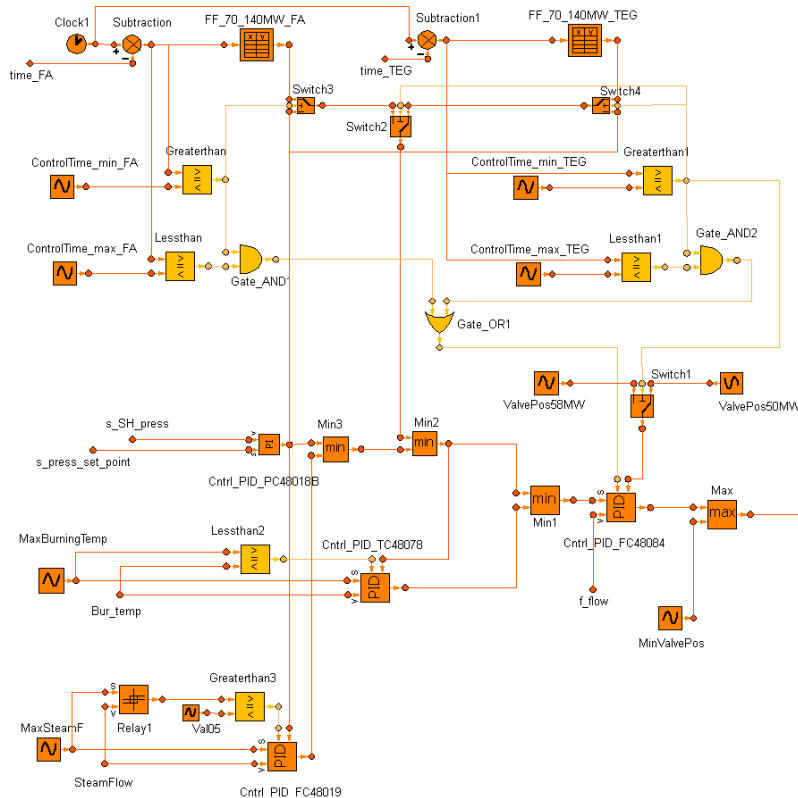 Clock1
Subtraction
FF_70_140MW_FA
Subtraction1
FF_70_140MW_TEG
time_FA
time_TEG
Switch3
Switch4
Switch2
ControlTime_min_FA
Greaterthan
ControlTime_min_TEG
Greaterthan1
ControlTime_max_FA
Lessthan
Gate_AND1
ControlTime_max_TEG
Lessthan1
Gate_AND2
Gate_OR1
Switch1
ValvePos58MW
ValvePos50MW
s_SH_press
s_press_set_point
PI
Cntrl_PID_PC48018B
Min3
min
Min2
min
min
Min1
PID
Cntrl_PID_FC48084
Max
max
MaxBurningTemp
Lessthan2
Cntrl_PID_TC48078
PID
Bur_temp
f_flow
MinValvePos
MaxSteamF
Relay1
Greaterthan3
Val05
SteamFlow
PID
Cntrl_PID_FC48019